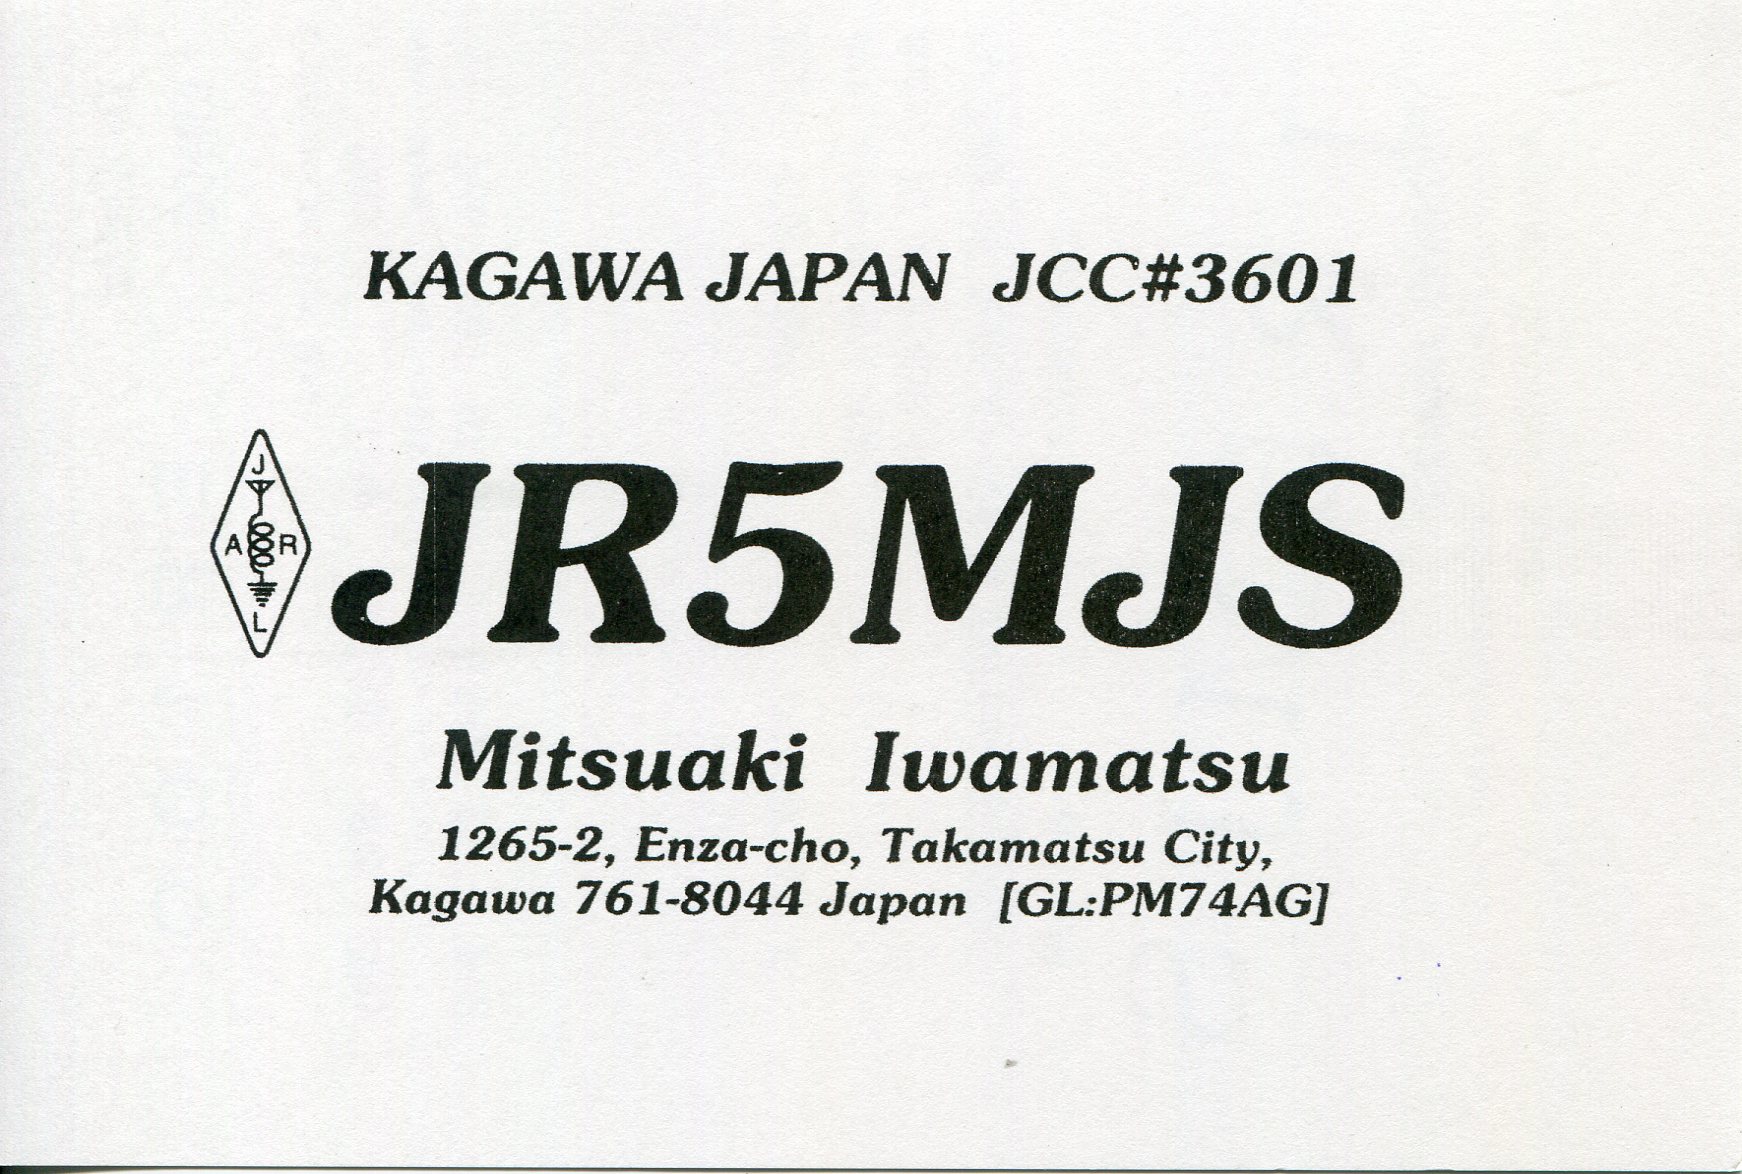 KAGAWA JAPAN JCC#3601
J
A R
L
JR5MJS
Mitsuaki Iwamatsu
1265-2, Enza-cho, Takamatsu City,
Kagawa 761-8044 Japan [GL:PM74AG]